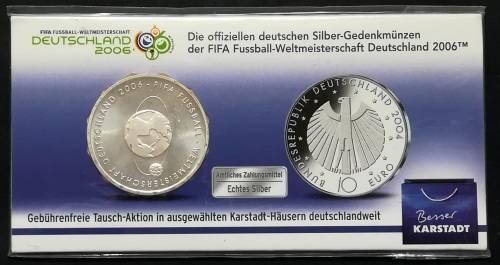 FIFA FUSSBALL-WELTMEISTERSCHAFT
DEUTSCHLAND
2006
Die offiziellen deutschen Silber-Gedenkmünzen
der FIFA Fussball-Weltmeisterschaft Deutschland 2006™
DEUTSCHLAND 2006 - FIFA FUSSBALL - WELTMEISTERSCHAFT
BUNDESREPUBLIK DEUTSCHLAND 2004
10
EURO
Amtliches Zahlungsmittel
Echtes Silber
Gebührenfreie Tausch-Aktion in ausgewählten Karstadt-Häusern deutschlandweit
Besser
KARSTADT